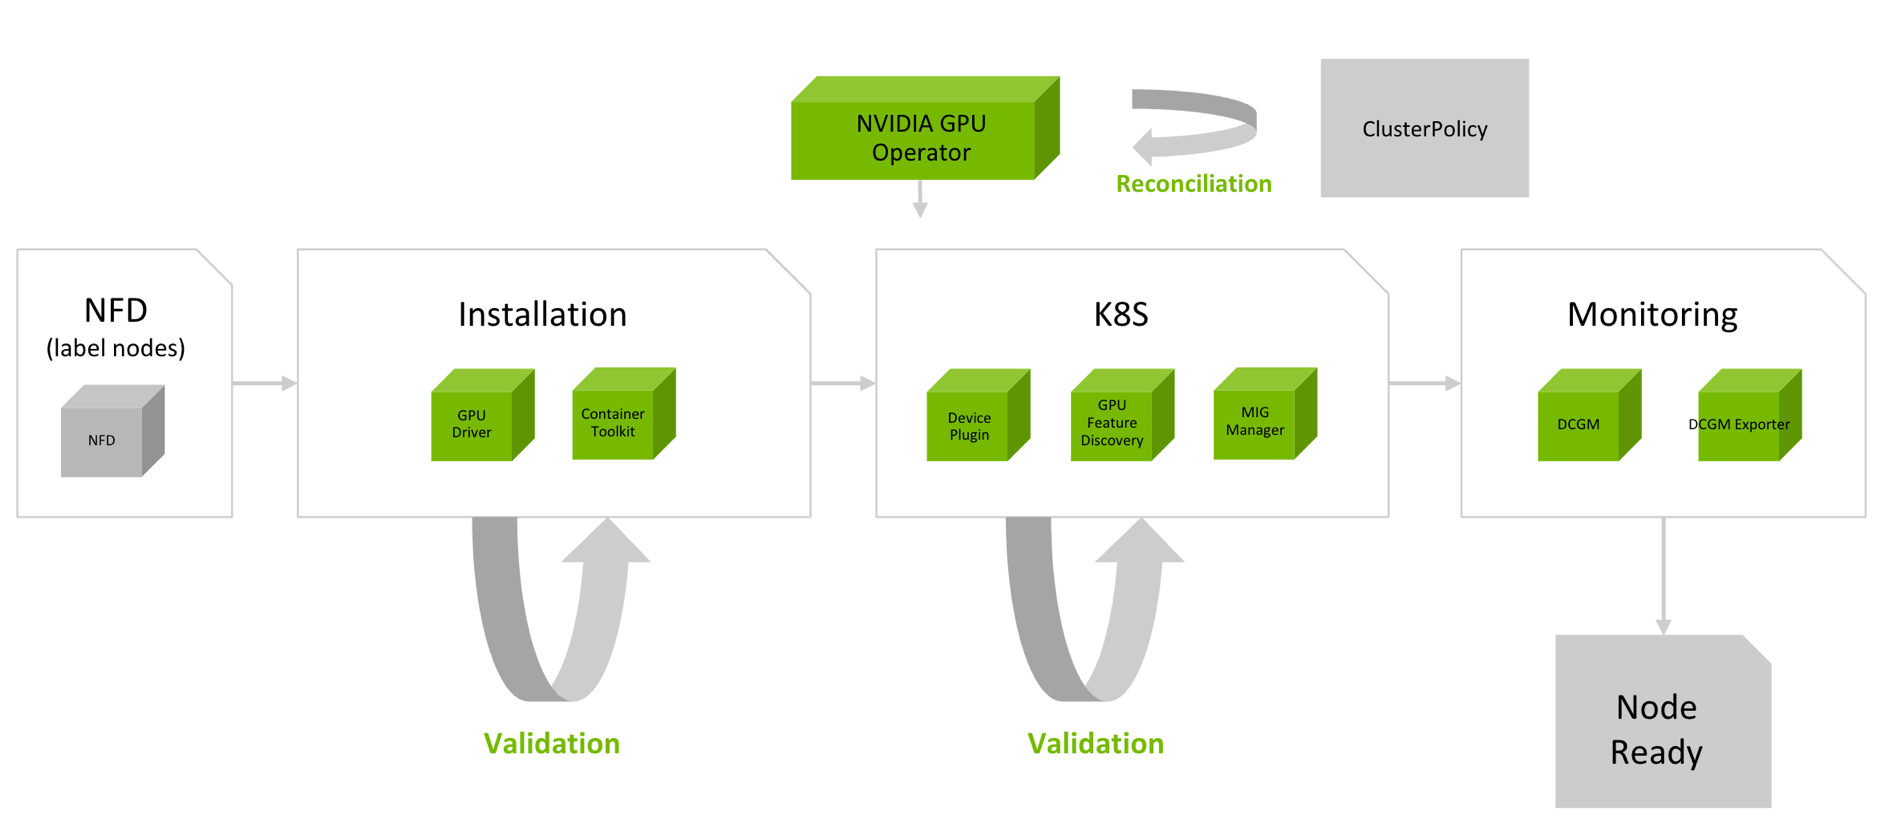 NVIDIA GPU
Operator
Reconciliation
ClusterPolicy
NFD
(label nodes)
NFD
Installation
GPU
Driver
Container
Toolkit
K8S
Device
Plugin
GPU
Feature
Discovery
MIG
Manager
Monitoring
DCGM
DCGM Exporter
Validation
Validation
Node
Ready